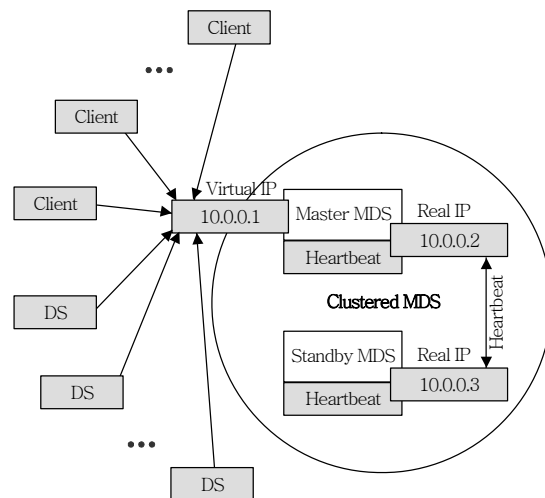 Client
•••
Client
Client
Virtual IP
10.0.0.1
Master MDS
Real IP
10.0.0.2
Heartbeat
Clustered MDS
Heartbeat
DS
Standby MDS
Real IP
10.0.0.3
Heartbeat
DS
•••
DS